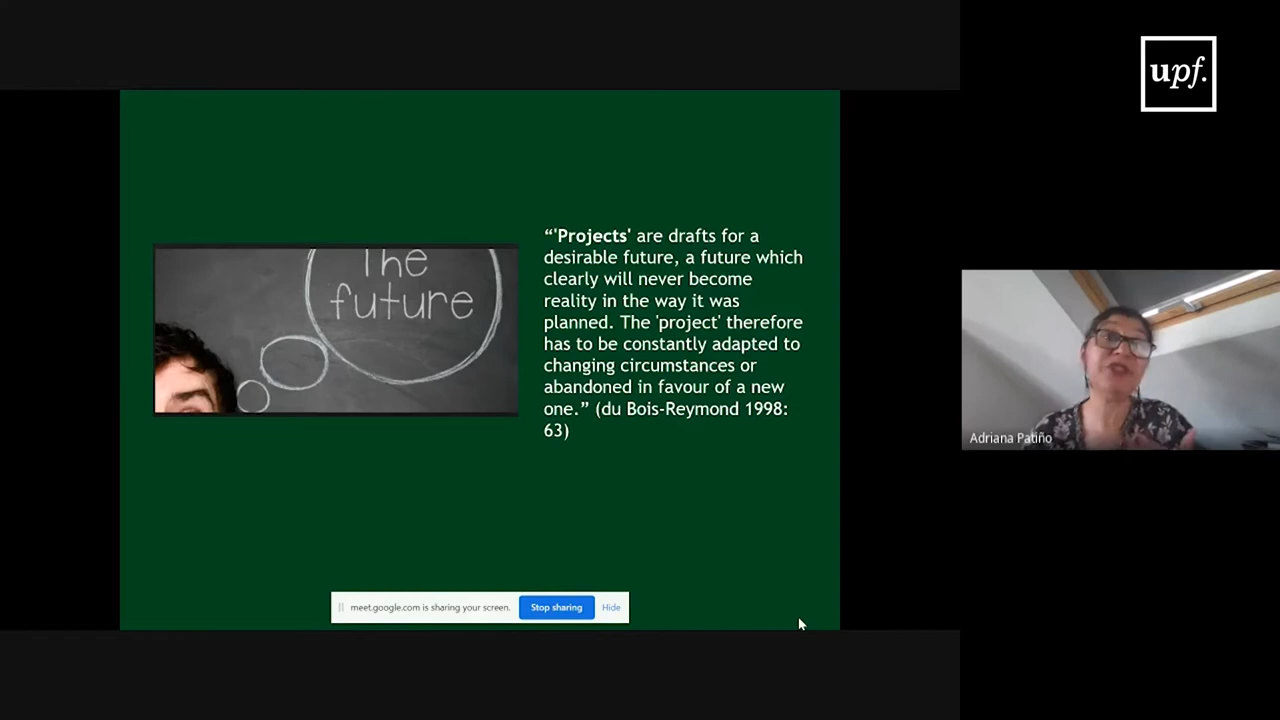 upf.
The
future
“'Projects' are drafts for a
desirable future, a future which
clearly will never become
reality in the way it was
planned. The 'project' therefore
has to be constantly adapted to
changing circumstances or
abandoned in favour of a new
one.” (du Bois-Reymond 1998:
63)
Adriana Patiño
meet.google.com is sharing your screen. Stop sharing Hide